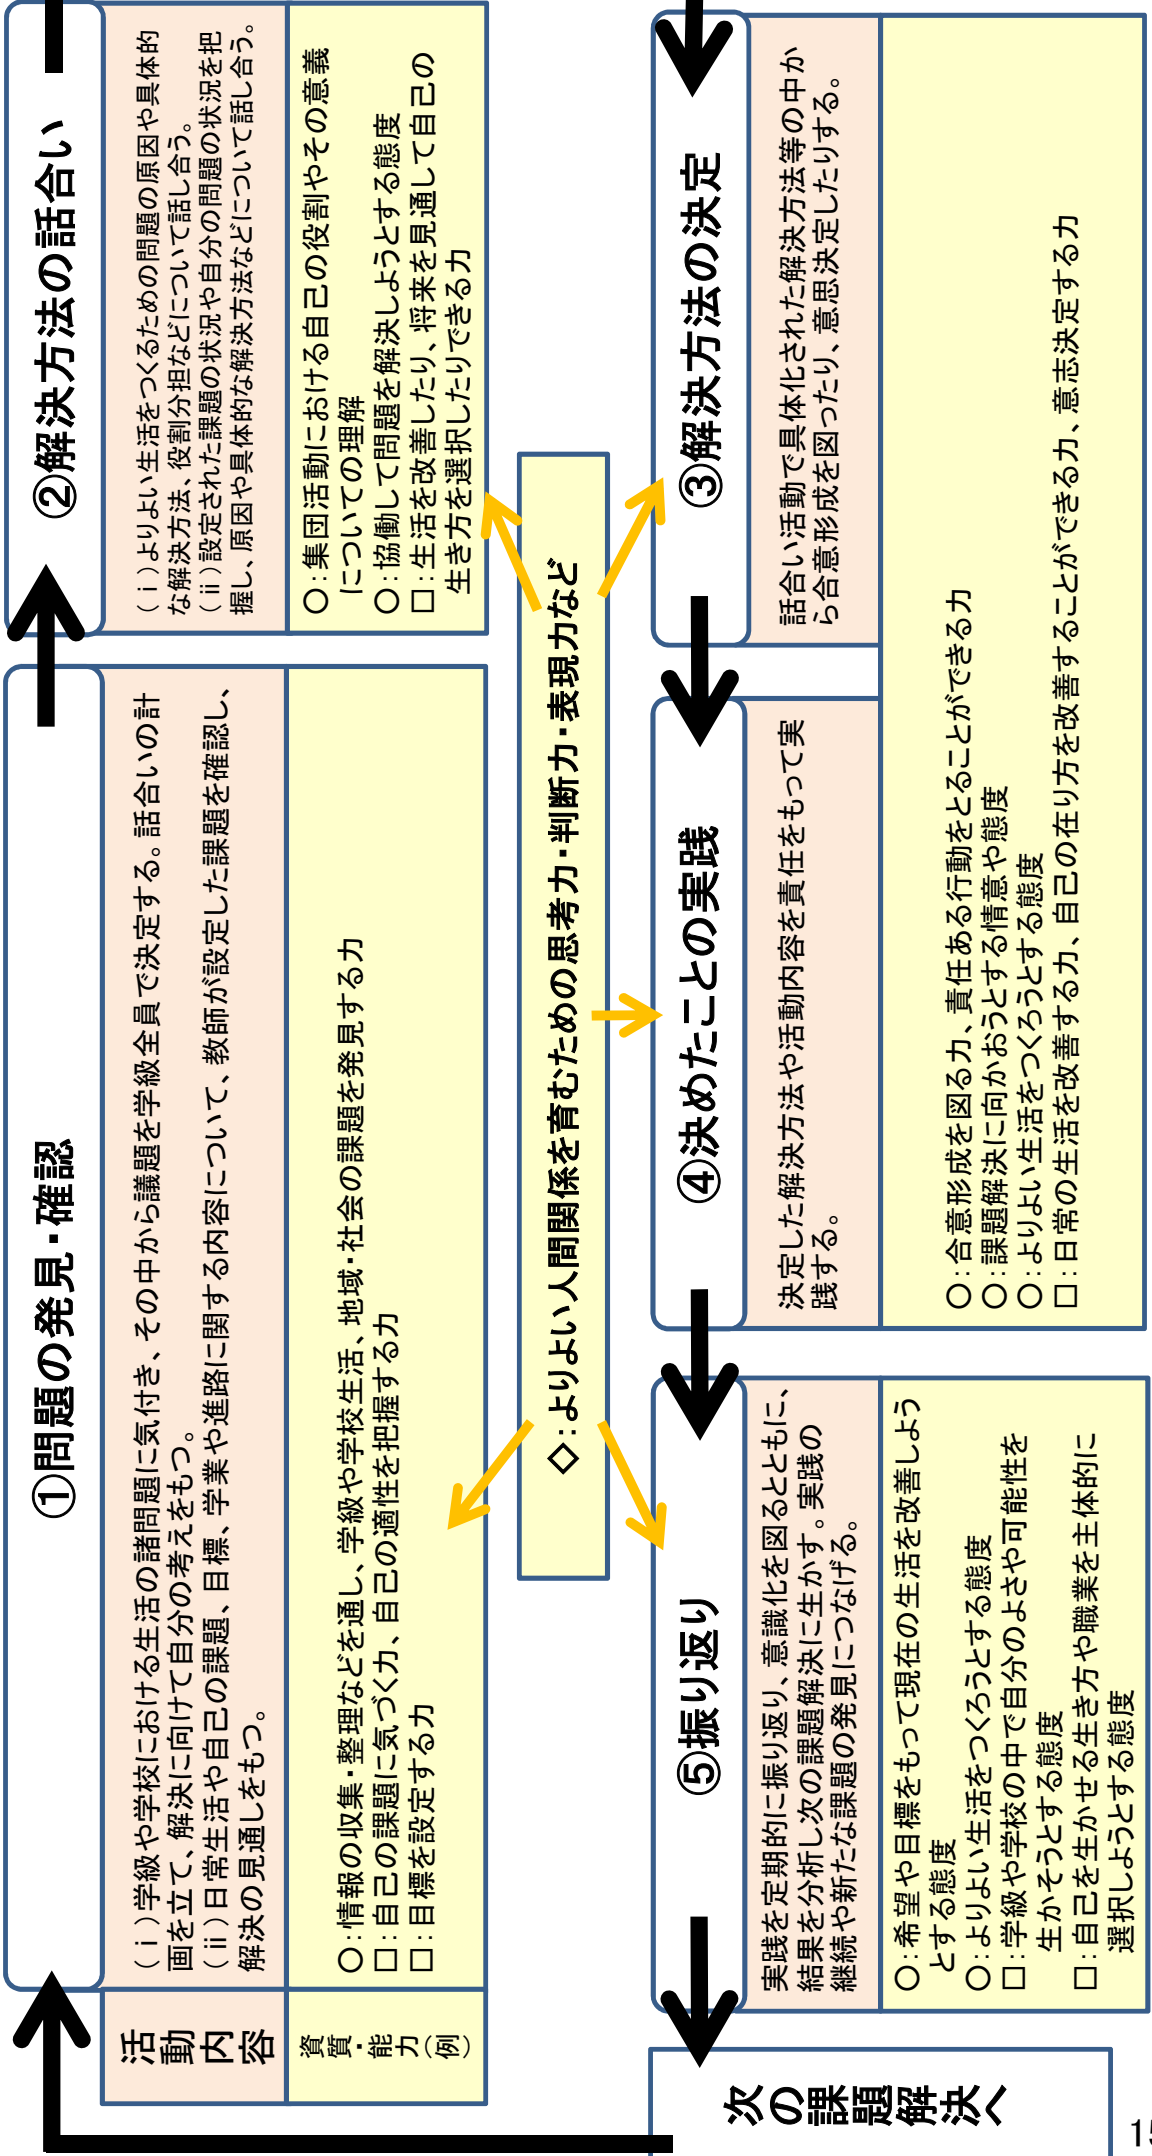 ①問題の発見・確認
②解決方法の話合い
活動内容
（ⅰ）学級や学校における生活の諸問題に気付き、その中から議題を学級全員で決定する。話合いの計
画を立て、解決に向けて自分の考えをもつ。
（ⅱ）日常生活や自己の課題、目標、学業や進路に関する内容について、教師が設定した課題を確認し、
解決の見通しをもつ。
（ⅰ）よりよい生活をつくるための問題の原因や具体的
な解決方法、役割分担などについて話し合う。
（ⅱ）設定された課題の状況や自分の問題の状況を把
握し、原因や具体的な解決方法などについて話し合う。
資質・能力（例）
○：情報の収集・整理などを通し、学級や学校生活、地域・社会の課題を発見する力
□：自己の課題に気づく力、自己の適性を把握する力
□：目標を設定する力
○：集団活動における自己の役割やその意義
についての理解
○：協働して問題を解決しようとする態度
□：生活を改善したり、将来を見通して自己の
生き方を選択したりできる力
◇：よりよい人間関係を育むための思考力・判断力・表現力など
次の課題解決へ
⑤振り返り
④決めたことの実践
③解決方法の決定
実践を定期的に振り返り、意識化を図るとともに、
結果を分析し次の課題解決に生かす。実践の
継続や新たな課題の発見につなげる。
決定した解決方法や活動内容を責任をもって実
践する。
話合い活動で具体化された解決方法等の中か
ら合意形成を図ったり、意思決定したりする。
○：希望や目標をもって現在の生活を改善しよう
とする態度
○：よりよい生活をつくろうとする態度
□：学級や学校の中で自分のよさや可能性を
生かそうとする態度
□：自己を生かせる生き方や職業を主体的に
選択しようとする態度
○：合意形成を図る力、責任ある行動をとることができる力
○：課題解決に向かおうとする情意や態度
○：よりよい生活をつくろうとする態度
□：日常の生活を改善する力、自己の在り方を改善することができる力、意志決定する力